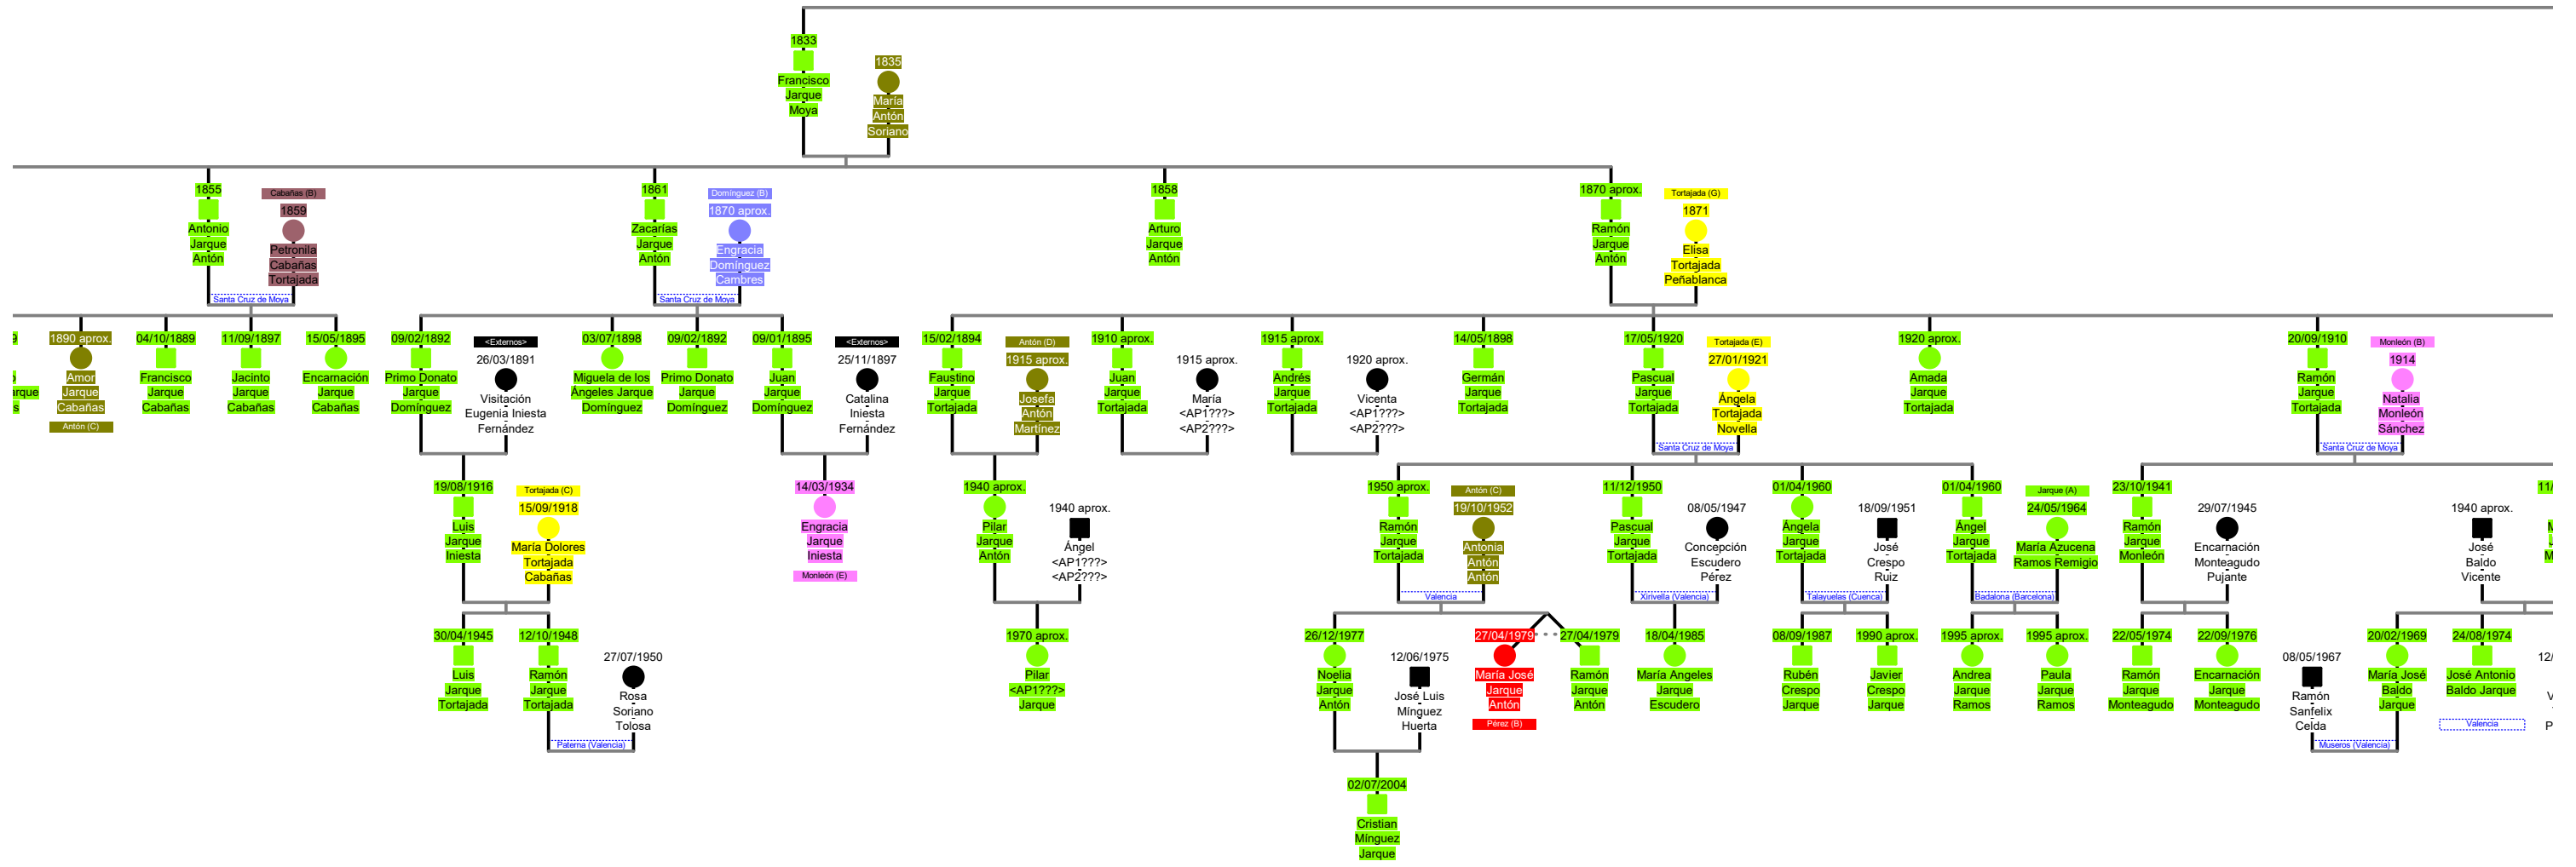 1833
Francisco
Jarque
Moya
1835
María
Antón
Soriano
1855
Antonio
Jarque
Antón
Cabañas (B)
1859
Petronila
Cabañas
Tortajada
Santa Cruz de Moya
1861
Zacarías
Jarque
Antón
Domínguez (B)
1870 aprox.
Engracia
Domínguez
Cambres
Santa Cruz de Moya
1858
Arturo
Jarque
Antón
1870 aprox.
Ramón
Jarque
Antón
Tortajada (G)
1871
Elisa
Tortajada
Peñablanca
9
o
arque
s
1890 aprox.
Amor
Jarque
Cabañas
Antón (C)
04/10/1889
Francisco
Jarque
Cabañas
11/09/1897
Jacinto
Jarque
Cabañas
15/05/1895
Encarnación
Jarque
Cabañas
09/02/1892
Primo Donato
Jarque
Domínguez
<Externos>
26/03/1891
Visitación
Eugenia Iniesta
Fernández
03/07/1898
Miguela de los
Ángeles Jarque
Domínguez
09/02/1892
Primo Donato
Jarque
Domínguez
09/01/1895
Juan
Jarque
Domínguez
<Externos>
25/11/1897
Catalina
Iniesta
Fernández
15/02/1894
Faustino
Jarque
Tortajada
Antón (D)
1915 aprox.
Josefa
Antón
Martínez
1910 aprox.
Juan
Jarque
Tortajada
1915 aprox.
María
<AP1???>
<AP2???>
1915 aprox.
Andrés
Jarque
Tortajada
1920 aprox.
Vicenta
<AP1???>
<AP2???>
14/05/1898
Germán
Jarque
Tortajada
17/05/1920
Pascual
Jarque
Tortajada
Tortajada (E)
27/01/1921
Ángela
Tortajada
Novella
Santa Cruz de Moya
1920 aprox.
Amada
Jarque
Tortajada
20/09/1910
Ramón
Jarque
Tortajada
Monleón (B)
1914
Natalia
Monleón
Sánchez
Santa Cruz de Moya
19/08/1916
Luis
Jarque
Iniesta
Tortajada (C)
15/09/1918
María Dolores
Tortajada
Cabañas
14/03/1934
Engracia
Jarque
Iniesta
Monleón (E)
1940 aprox.
Pilar
Jarque
Antón
1940 aprox.
Ángel
<AP1???>
<AP2???>
1950 aprox.
Ramón
Jarque
Tortajada
Antón (C)
19/10/1952
Antonia
Antón
Antón
Valencia
11/12/1950
Pascual
Jarque
Tortajada
08/05/1947
Concepción
Escudero
Pérez
Xirivella (Valencia)
01/04/1960
Ángela
Jarque
Tortajada
18/09/1951
José
Crespo
Ruiz
Talayuelas (Cuenca)
01/04/1960
Ángel
Jarque
Tortajada
Jarque (A)
24/05/1964
María Azucena
Ramos Remigio
Badalona (Barcelona)
23/10/1941
Ramón
Jarque
Monleón
29/07/1945
Encarnación
Monteagudo
Pujante
1940 aprox.
José
Baldo
Vicente
11/
M
J
M
30/04/1945
Luis
Jarque
Tortajada
12/10/1948
Ramón
Jarque
Tortajada
27/07/1950
Rosa
Soriano
Tolosa
Paterna (Valencia)
1970 aprox.
Pilar
<AP1???>
Jarque
26/12/1977
Noelia
Jarque
Antón
12/06/1975
José Luis
Mínguez
Huerta
27/04/1979
María José
Jarque
Antón
Pérez (B)
27/04/1979
Ramón
Jarque
Antón
18/04/1985
María Angeles
Jarque
Escudero
08/09/1987
Rubén
Crespo
Jarque
1990 aprox.
Javier
Crespo
Jarque
1995 aprox.
Andrea
Jarque
Ramos
1995 aprox.
Paula
Jarque
Ramos
22/05/1974
Ramón
Jarque
Monteagudo
22/09/1976
Encarnación
Jarque
Monteagudo
08/05/1967
Ramón
Sanfelix
Celda
Museros (Valencia)
20/02/1969
María José
Baldo
Jarque
24/08/1974
José Antonio
Baldo Jarque
Valencia
12/
V
P
02/07/2004
Cristian
Mínguez
Jarque